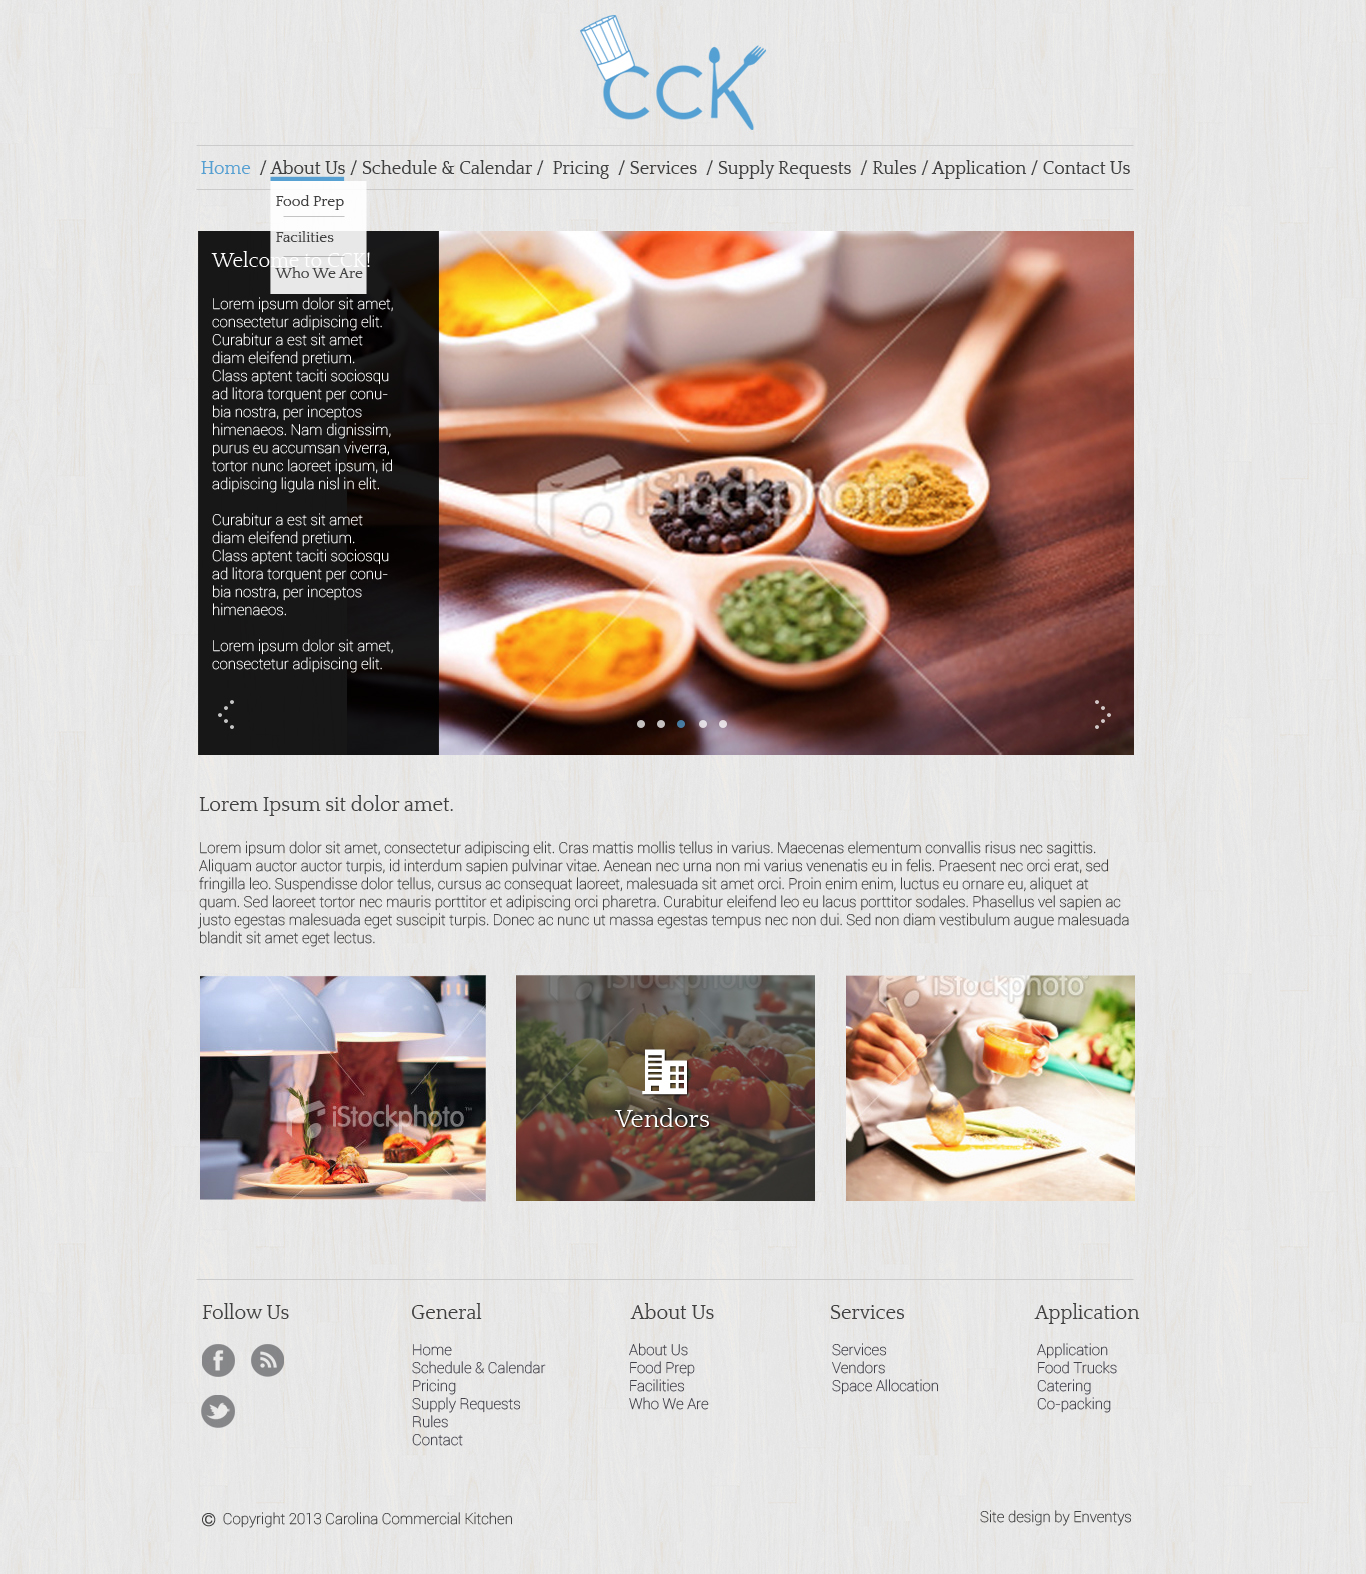 CCK
Home / About Us / Schedule & Calendar / Pricing / Services / Supply Requests / Rules / Application / Contact Us
Food Prep
Facilities
Who We Are
Welcome to CCK!
Lorem ipsum dolor sit amet,
consectetur adipiscing elit.
Curabitur a est sit amet
diam eleifend pretium.
Class aptent taciti sociosqu
ad litora torquent per conu-
bia nostra, per inceptos
himenaeos. Nam dignissim,
purus eu accumsan viverra,
tortor nunc laoreet ipsum, id
adipiscing ligula nisl in elit.
Curabitur a est sit amet
diam eleifend pretium.
Class aptent taciti sociosqu
ad litora torquent per conu-
bia nostra, per inceptos
himenaeos.
Lorem ipsum dolor sit amet,
consectetur adipiscing elit.
iStockphoto
Lorem Ipsum sit dolor amet.
Lorem ipsum dolor sit amet, consectetur adipiscing elit. Cras mattis mollis tellus in varius. Maecenas elementum convallis risus nec sagittis.
Aliquam auctor auctor turpis, id interdum sapien pulvinar vitae. Aenean nec urna non mi varius venenatis eu in felis. Praesent nec orci erat, sed
fringilla leo. Suspendisse dolor tellus, cursus ac consequat laoreet, malesuada sit amet orci. Proin enim enim, luctus eu ornare eu, aliquet at
quam. Sed laoreet tortor nec mauris porttitor et adipiscing orci pharetra. Curabitur eleifend leo eu lacus porttitor sodales. Phasellus vel sapien ac
justo egestas malesuada eget suscipit turpis. Donec ac nunc ut massa egestas tempus nec non dui. Sed non diam vestibulum augue malesuada
blandit sit amet eget lectus.
iStockphoto™
iStockphoto
Vendors
iStockphoto
Follow Us
General
Home
Schedule & Calendar
Pricing
Supply Requests
Rules
Contact
About Us
About Us
Food Prep
Facilities
Who We Are
Services
Services
Vendors
Space Allocation
Application
Application
Food Trucks
Catering
Co-packing
© Copyright 2013 Carolina Commercial Kitchen
Site design by Enventys